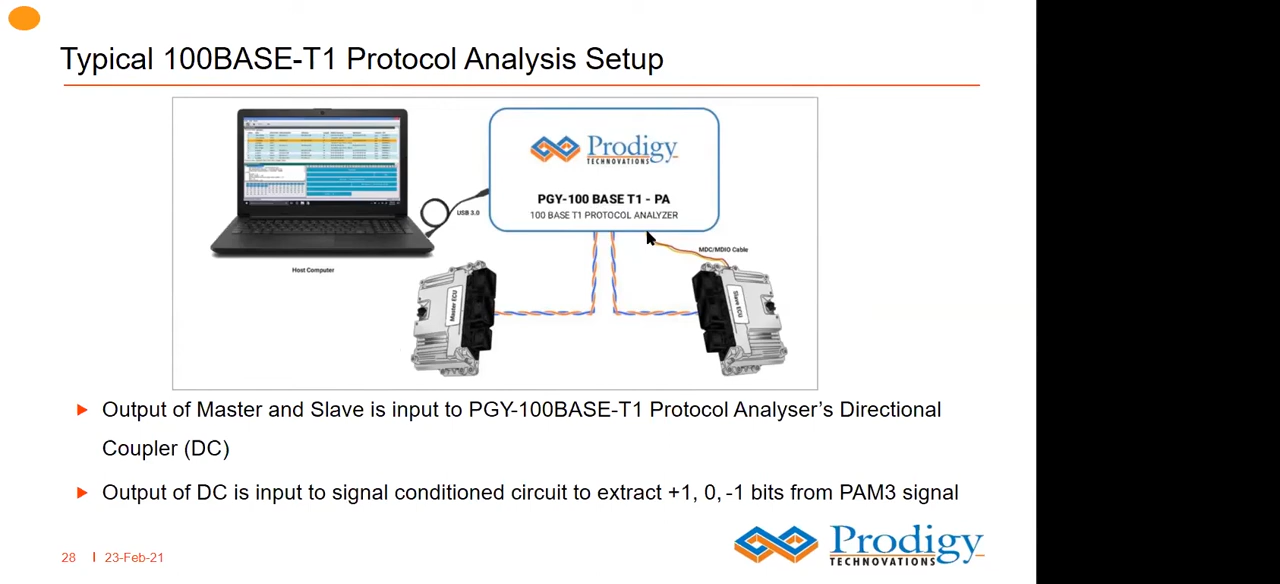 Typical 100BASE-T1 Protocol Analysis Setup
Prodigy
TECHNOVATIONS
PGY-100 BASE T1 - PA
100 BASE T1 PROTOCOL ANALYZER
USB 3.0
MDC/MDIO Cable
Host Computer
Master ECU
Slave ECU
Output of Master and Slave is input to PGY-100BASE-T1 Protocol Analyser's Directional
Coupler (DC)
Output of DC is input to signal conditioned circuit to extract +1, 0, -1 bits from PAM3 signal
28 | 23-Feb-21
Prodigy
TECHNOVATIONS